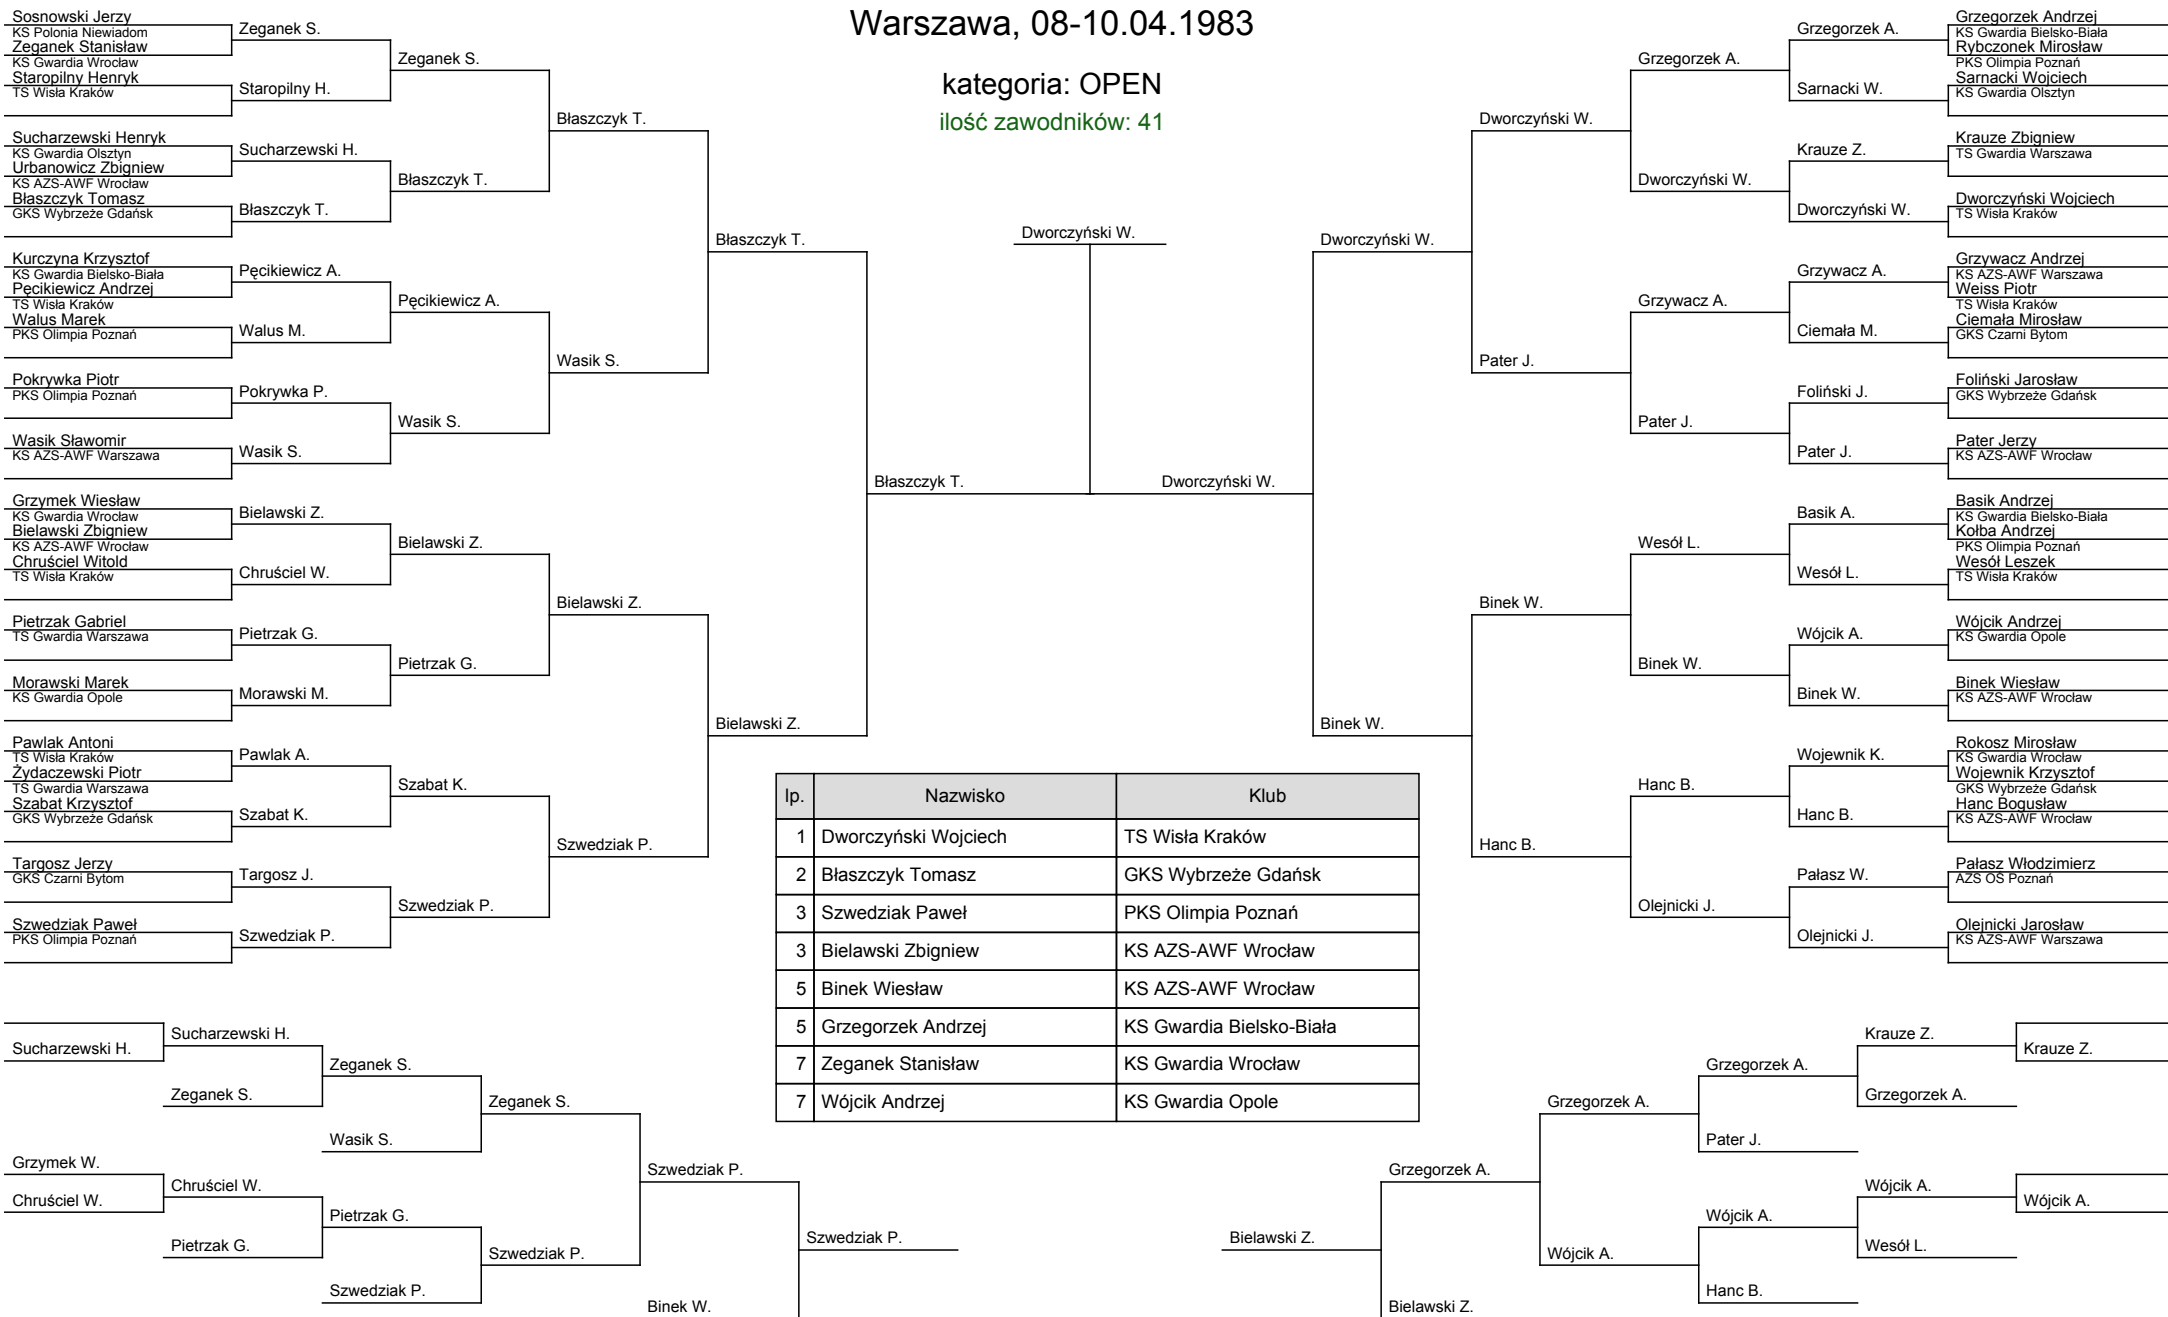 Warszawa, 08-10.04.1983
kategoria: OPEN
ilość zawodników: 41
Sosnowski Jerzy
KS Polonia Niewiadom
Zeganek Stanisław
KS Gwardia Wrocław
Staropilny Henryk
TS Wisła Kraków
Sucharzewski Henryk
KS Gwardia Olsztyn
Urbanowicz Zbigniew
KS AZS-AWF Wrocław
Błaszczyk Tomasz
GKS Wybrzeże Gdańsk
Kurczyna Krzysztof
KS Gwardia Bielsko-Biała
Pęcikiewicz Andrzej
TS Wisła Kraków
Walus Marek
PKS Olimpia Poznań
Pokrywka Piotr
PKS Olimpia Poznań
Wasik Sławomir
KS AZS-AWF Warszawa
Grzymek Wiesław
KS Gwardia Wrocław
Bielawski Zbigniew
KS AZS-AWF Wrocław
Chruściel Witold
TS Wisła Kraków
Pietrzak Gabriel
TS Gwardia Warszawa
Morawski Marek
KS Gwardia Opole
Pawlak Antoni
TS Wisła Kraków
Żydaczewski Piotr
TS Gwardia Warszawa
Szabat Krzysztof
GKS Wybrzeże Gdańsk
Targosz Jerzy
GKS Czarni Bytom
Szwedziak Paweł
PKS Olimpia Poznań
Zeganek S.
Staropilny H.
Sucharzewski H.
Błaszczyk T.
Pęcikiewicz A.
Walus M.
Pokrywka P.
Wasik S.
Bielawski Z.
Chruściel W.
Pietrzak G.
Morawski M.
Pawlak A.
Szabat K.
Targosz J.
Szwedziak P.
Zeganek S.
Błaszczyk T.
Pęcikiewicz A.
Wasik S.
Bielawski Z.
Pietrzak G.
Szabat K.
Szwedziak P.
Błaszczyk T.
Wasik S.
Bielawski Z.
Szwedziak P.
Błaszczyk T.
Bielawski Z.
Błaszczyk T.
Dworczyński W.
Dworczyński W.
Dworczyński W.
Binek W.
Dworczyński W.
Pater J.
Binek W.
Hanc B.
Grzegorzek A.
Dworczyński W.
Grzywacz A.
Pater J.
Wesół L.
Binek W.
Hanc B.
Olejnicki J.
Grzegorzek A.
Sarnacki W.
Krauze Z.
Dworczyński W.
Grzywacz A.
Ciemała M.
Foliński J.
Pater J.
Basik A.
Wesół L.
Wójcik A.
Binek W.
Wojewnik K.
Hanc B.
Pałasz W.
Olejnicki J.
Grzegorzek Andrzej
KS Gwardia Bielsko-Biała
Rybczonek Mirosław
PKS Olimpia Poznań
Sarnacki Wojciech
KS Gwardia Olsztyn
Krauze Zbigniew
TS Gwardia Warszawa
Dworczyński Wojciech
TS Wisła Kraków
Grzywacz Andrzej
KS AZS-AWF Warszawa
Weiss Piotr
TS Wisła Kraków
Ciemała Mirosław
GKS Czarni Bytom
Foliński Jarosław
GKS Wybrzeże Gdańsk
Pater Jerzy
KS AZS-AWF Wrocław
Basik Andrzej
KS Gwardia Bielsko-Biała
Kołba Andrzej
PKS Olimpia Poznań
Wesół Leszek
TS Wisła Kraków
Wójcik Andrzej
KS Gwardia Opole
Binek Wiesław
KS AZS-AWF Wrocław
Rokosz Mirosław
KS Gwardia Wrocław
Wojewnik Krzysztof
GKS Wybrzeże Gdańsk
Hanc Bogusław
KS AZS-AWF Wrocław
Pałasz Włodzimierz
AZS OŚ Poznań
Olejnicki Jarosław
KS AZS-AWF Warszawa
lp. Nazwisko Klub
1 Dworczyński Wojciech TS Wisła Kraków
2 Błaszczyk Tomasz GKS Wybrzeże Gdańsk
3 Szwedziak Paweł PKS Olimpia Poznań
3 Bielawski Zbigniew KS AZS-AWF Wrocław
5 Binek Wiesław KS AZS-AWF Wrocław
5 Grzegorzek Andrzej KS Gwardia Bielsko-Biała
7 Zeganek Stanisław KS Gwardia Wrocław
7 Wójcik Andrzej KS Gwardia Opole
Sucharzewski H.
Grzymek W.
Chruściel W.
Sucharzewski H.
Zeganek S.
Chruściel W.
Pietrzak G.
Zeganek S.
Wasik S.
Pietrzak G.
Szwedziak P.
Zeganek S.
Szwedziak P.
Szwedziak P.
Binek W.
Szwedziak P.
Bielawski Z.
Grzegorzek A.
Bielawski Z.
Grzegorzek A.
Wójcik A.
Grzegorzek A.
Pater J.
Wójcik A.
Hanc B.
Krauze Z.
Grzegorzek A.
Wójcik A.
Wesół L.
Krauze Z.
Wójcik A.